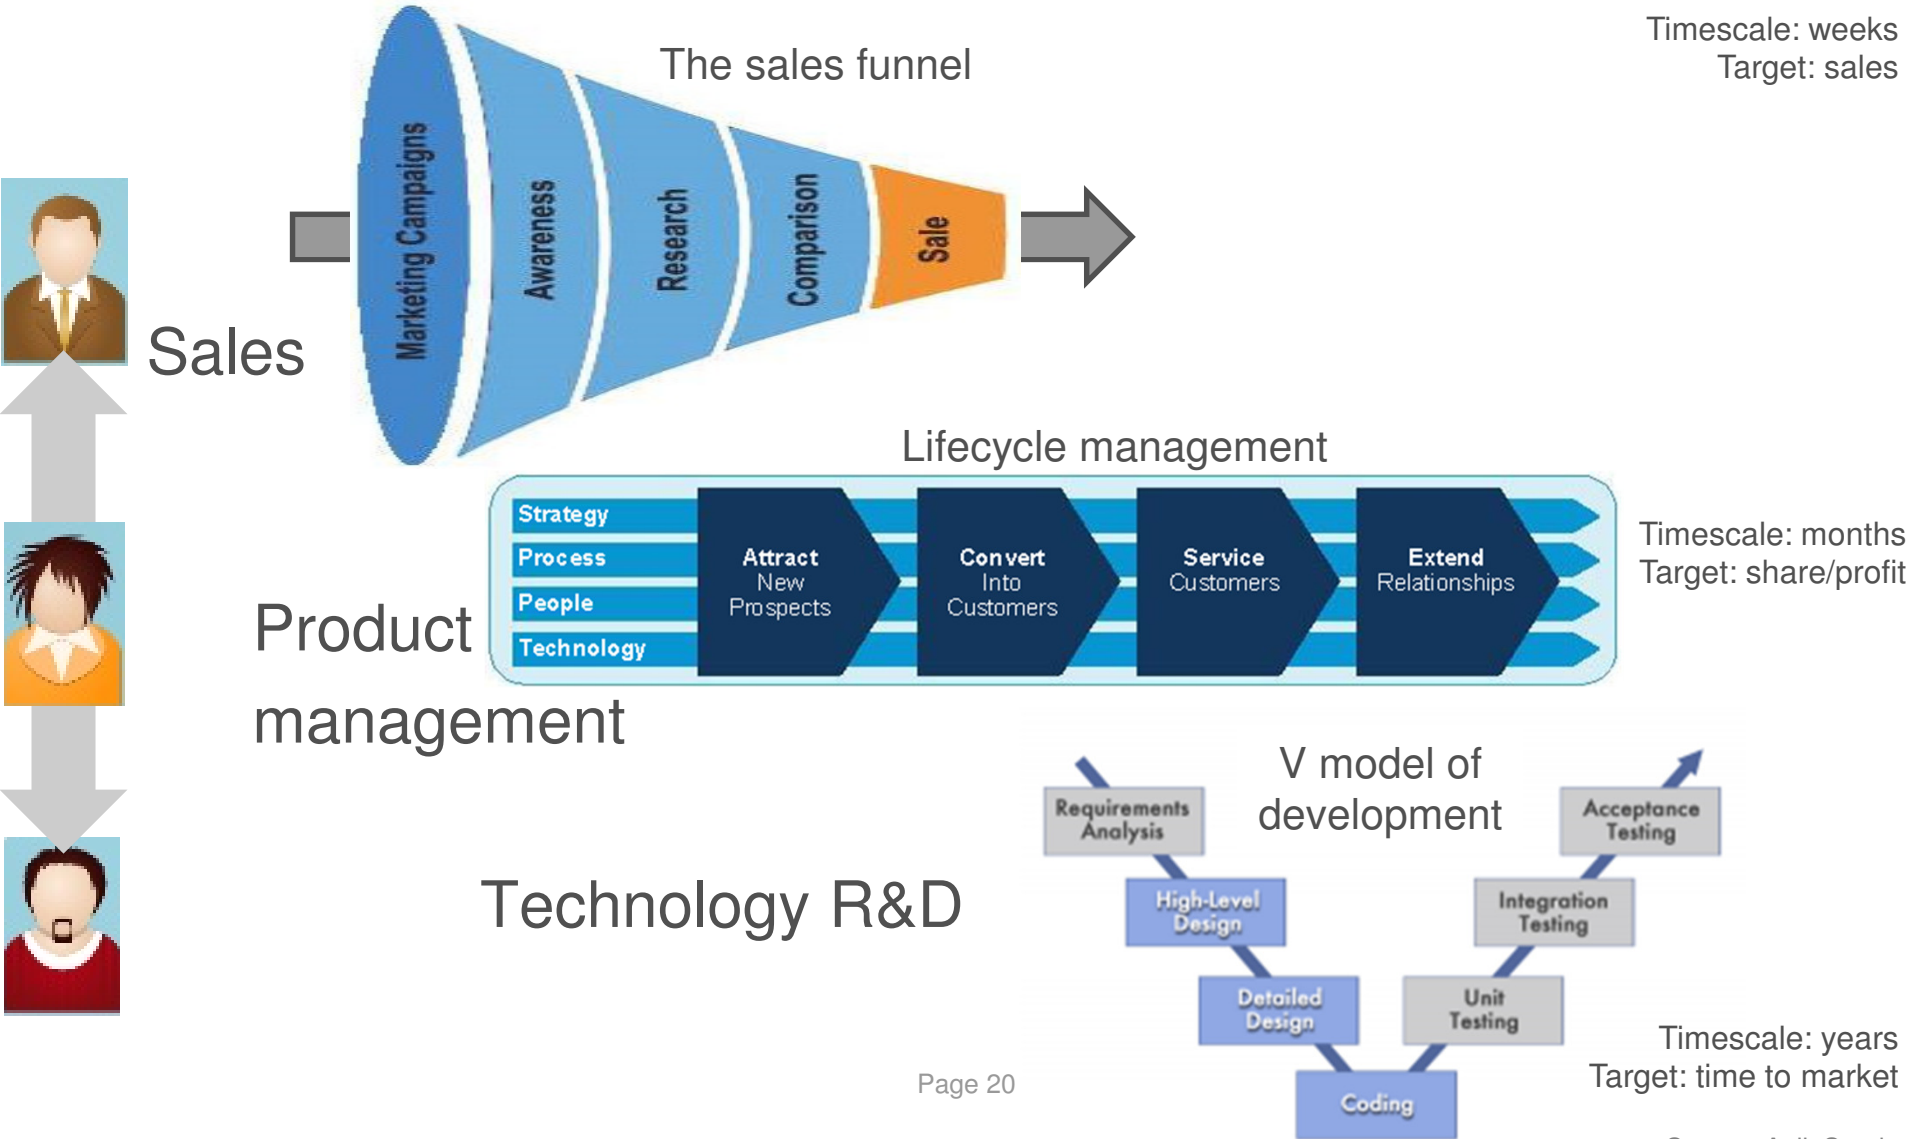 The sales funnel
Timescale: weeks
Target: sales
Marketing Campaigns
Awareness
Research
Comparison
Sale
Sales
Lifecycle management
Strategy
Process
People
Technology
Attract
New
Prospects
Convert
Into
Customers
Service
Customers
Extend
Relationships
Timescale: months
Target: share/profit
Product
management
V model of
development
Requirements
Analysis
High-Level
Design
Detailed
Design
Coding
Unit
Testing
Integration
Testing
Acceptance
Testing
Technology R&D
Timescale: years
Target: time to market
Page 20